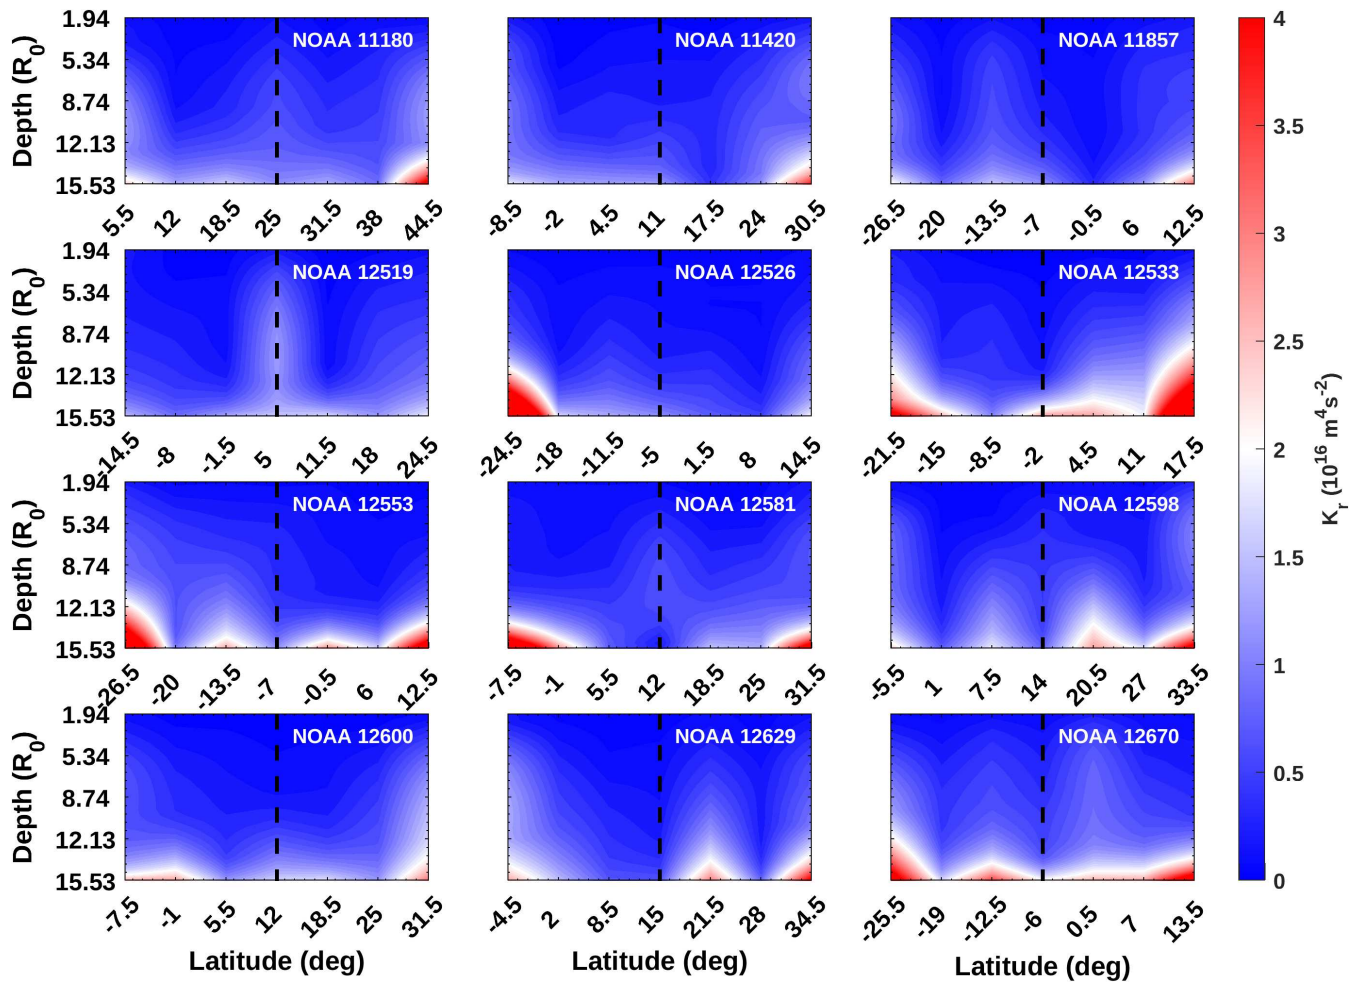 NOAA 11180
NOAA 11420
NOAA 11857
Depth (R0)
1.94
5.34
8.74
12.13
15.53
5.5 12 18.5 25 31.5 38 44.5
-8.5 -2 4.5 11 17.5 24 30.5
-26.5 -20 -13.5 -7 -0.5 6 12.5
NOAA 12519
NOAA 12526
NOAA 12533
Depth (R0)
1.94
5.34
8.74
12.13
15.53
-14.5 -8 -1.5 5 11.5 18 24.5
-24.5 -18 -11.5 -5 1.5 8 14.5
-21.5 -15 -8.5 -2 4.5 11 17.5
NOAA 12553
NOAA 12581
NOAA 12598
Depth (R0)
1.94
5.34
8.74
12.13
15.53
-26.5 -20 -13.5 -7 -0.5 6 12.5
-7.5 -1 5.5 12 18.5 25 31.5
-5.5 1 7.5 14 20.5 27 33.5
NOAA 12600
NOAA 12629
NOAA 12670
Depth (R0)
1.94
5.34
8.74
12.13
15.53
-7.5 -1 5.5 12 18.5 25 31.5
-4.5 2 8.5 15 21.5 28 34.5
-25.5 -19 -12.5 -6 0.5 7 13.5
Latitude (deg)
Latitude (deg)
Latitude (deg)
4
3.5
3
2.5
2
1.5
1
0.5
0
Kr (10^16 m^4s^-2)